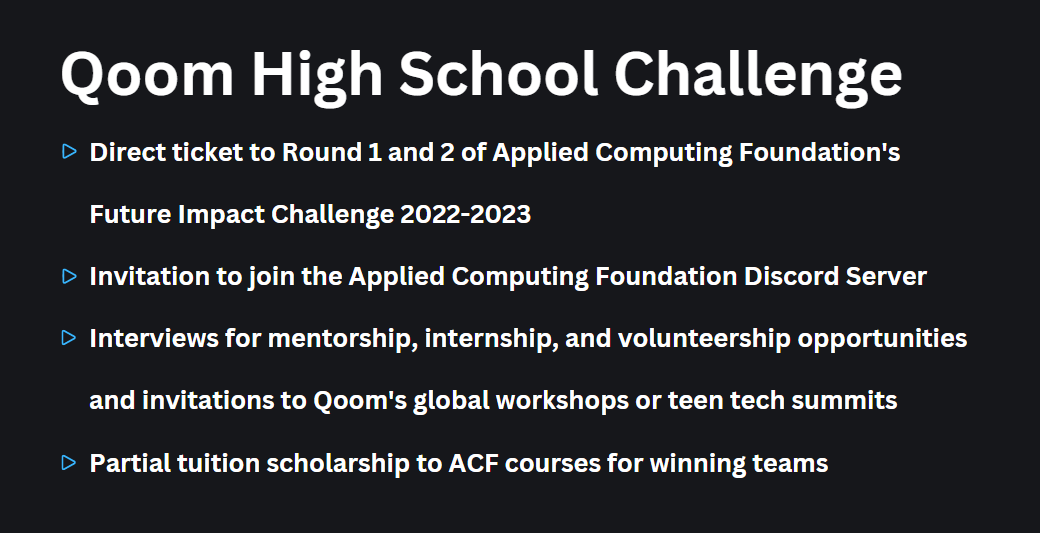 Qoom High School Challenge
Direct ticket to Round 1 and 2 of Applied Computing Foundation's
Future Impact Challenge 2022-2023
Invitation to join the Applied Computing Foundation Discord Server
Interviews for mentorship, internship, and volunteership opportunities
and invitations to Qoom's global workshops or teen tech summits
Partial tuition scholarship to ACF courses for winning teams